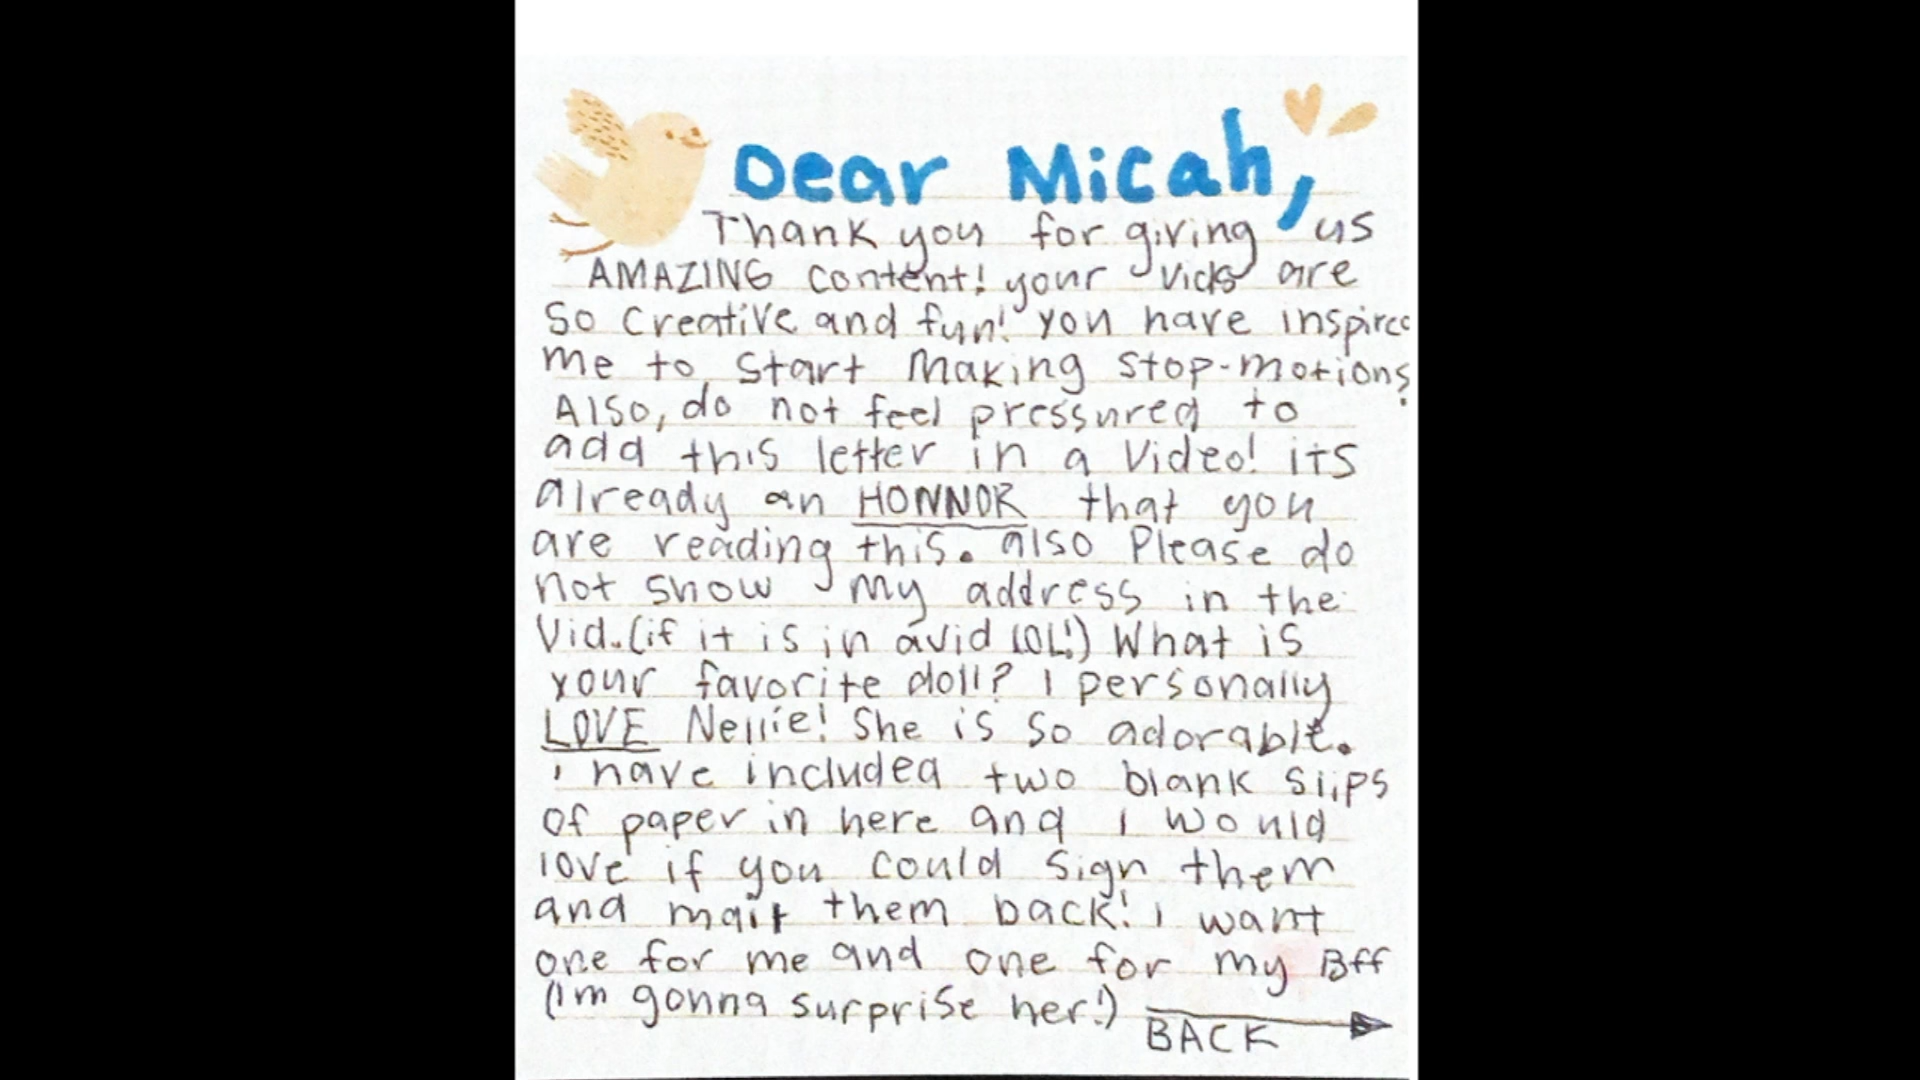 Dear Micah,
Thank you for giving us
AMAZING content! your vids are
So Creative and fun! you have inspired
me to start Making stop-motions!
Also, do not feel pressured to
add this letter in a Video! its
already an HONNOR that you
are reading this. also Please do
not show my address in the
Vid. (if it is in a vid LOL!) What is
your favorite doll? I personally
LOVE Nellie! She is so adorable.
i have included two blank slips
of paper in here and I would
love if you could sign them
and mail them back! i want
one for me and one for my Bff
(I'm gonna surprise her!)
BACK